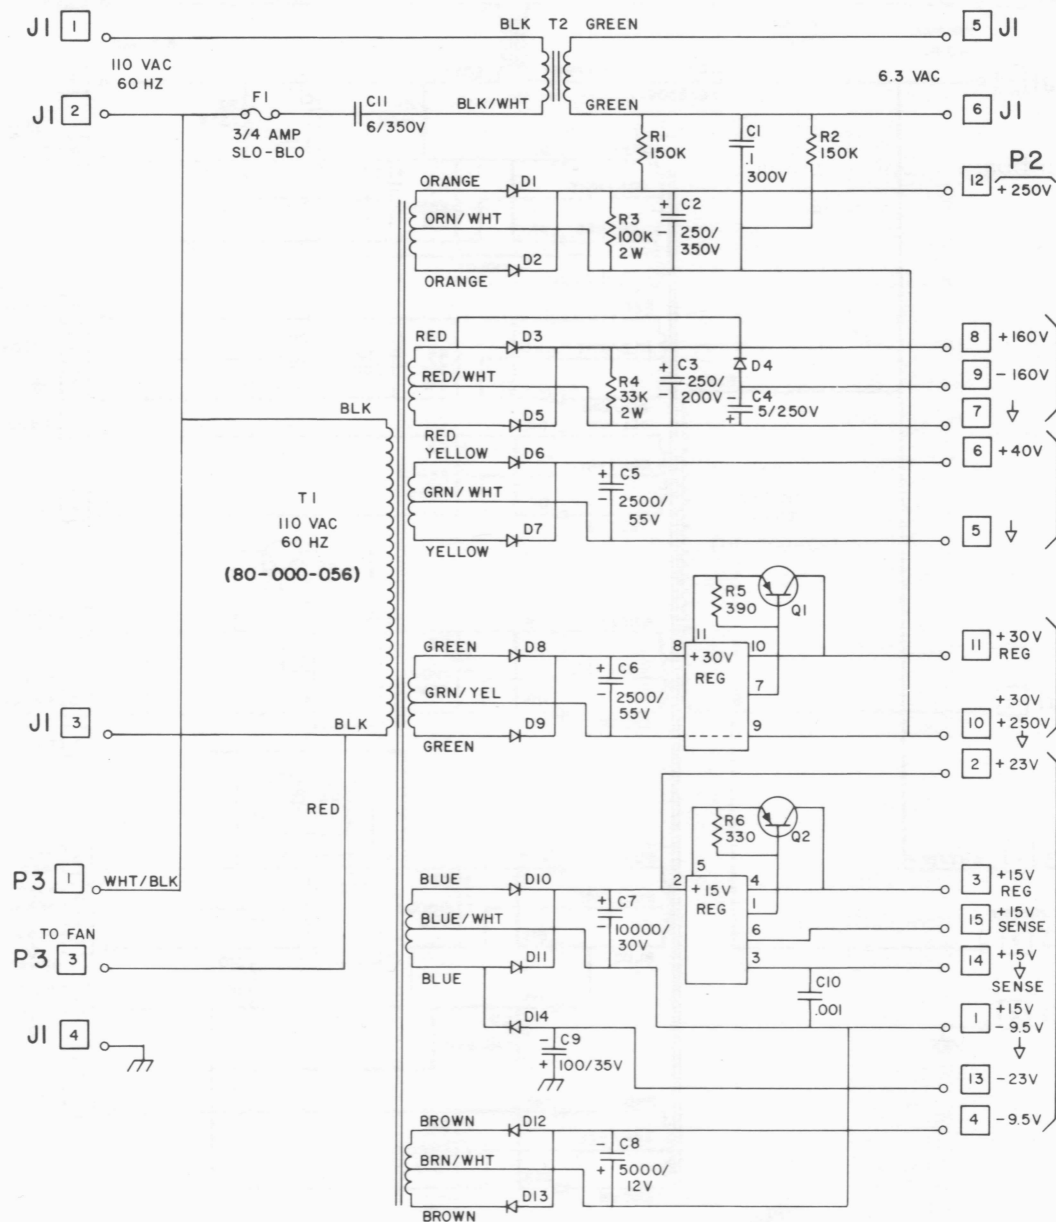 J1 1 BLK T2 GREEN 5 J1
110 VAC
60 HZ
6.3 VAC
J1 2 F1 C11 BLK/WHT GREEN 6 J1
3/4 AMP
SLO-BLO
6/350V
R1
150K
C1
.1
300V
R2
150K
P2
12 +250V
ORANGE D1
ORN/WHT
R3
100K
2W
+ C2
- 250/
350V
D2
ORANGE
RED D3 8 +160V
RED/WHT
R4
33K
2W
+ C3
- 250/
200V
D4
- C4
+ 5/250V
9 -160V
BLK
D5 7
RED
YELLOW D6 6 +40V
GRN/WHT
+ C5
- 2500/
55V
D7 5
YELLOW
T1
110 VAC
60 HZ
(80-000-056)
R5
390
Q1
11
GREEN D8 8 +30V
REG
10 11 +30V
REG
GRN/YEL
+ C6
- 2500/
55V
7
+30V
J1 3 BLK D9 9 10 +250V
GREEN
2 +23V
RED
R6
330
Q2
5
P3 1 WHT/BLK
BLUE D10 2 +15V
REG
4 3 +15V
REG
1
BLUE/WHT
+ C7
- 10000/
30V
6 15 +15V
SENSE
TO FAN
P3 3
D11 3 14 +15V
SENSE
BLUE
C10
.001
J1 4
D14 1 +15V
-9.5V
- C9
+ 100/35V
13 -23V
BROWN D12 4 -9.5V
BRN/WHT
- C8
+ 5000/
12V
D13
BROWN